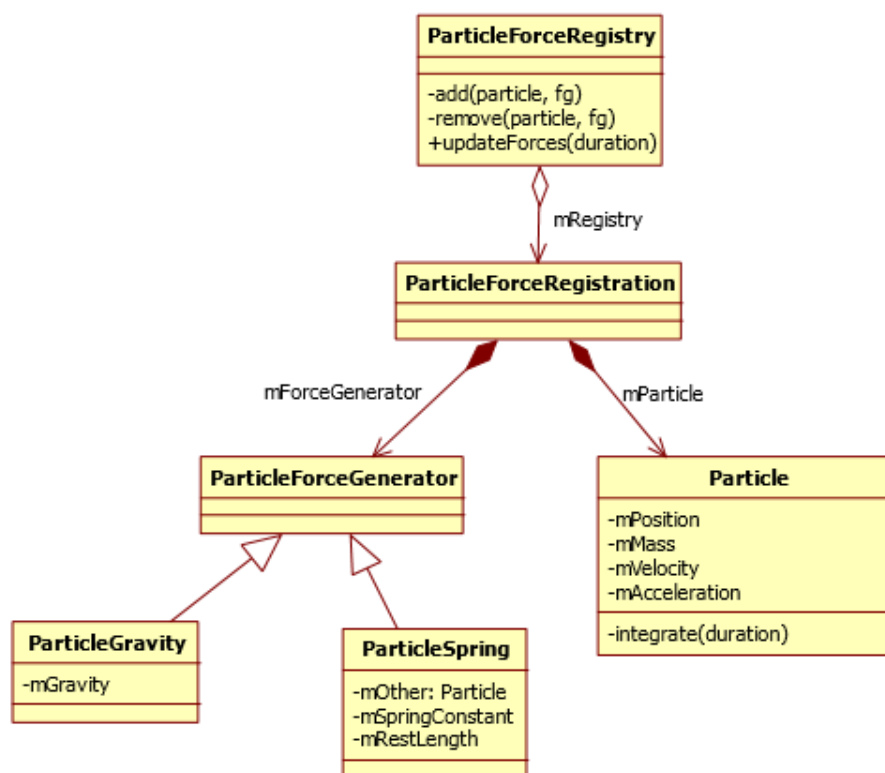 ParticleForceRegistry
-add(particle, fg)
-remove(particle, fg)
+updateForces(duration)
mRegistry
ParticleForceRegistration
mForceGenerator
mParticle
ParticleForceGenerator
Particle
-mPosition
-mMass
-mVelocity
-mAcceleration
-integrate(duration)
ParticleGravity
-mGravity
ParticleSpring
-mOther: Particle
-mSpringConstant
-mRestLength